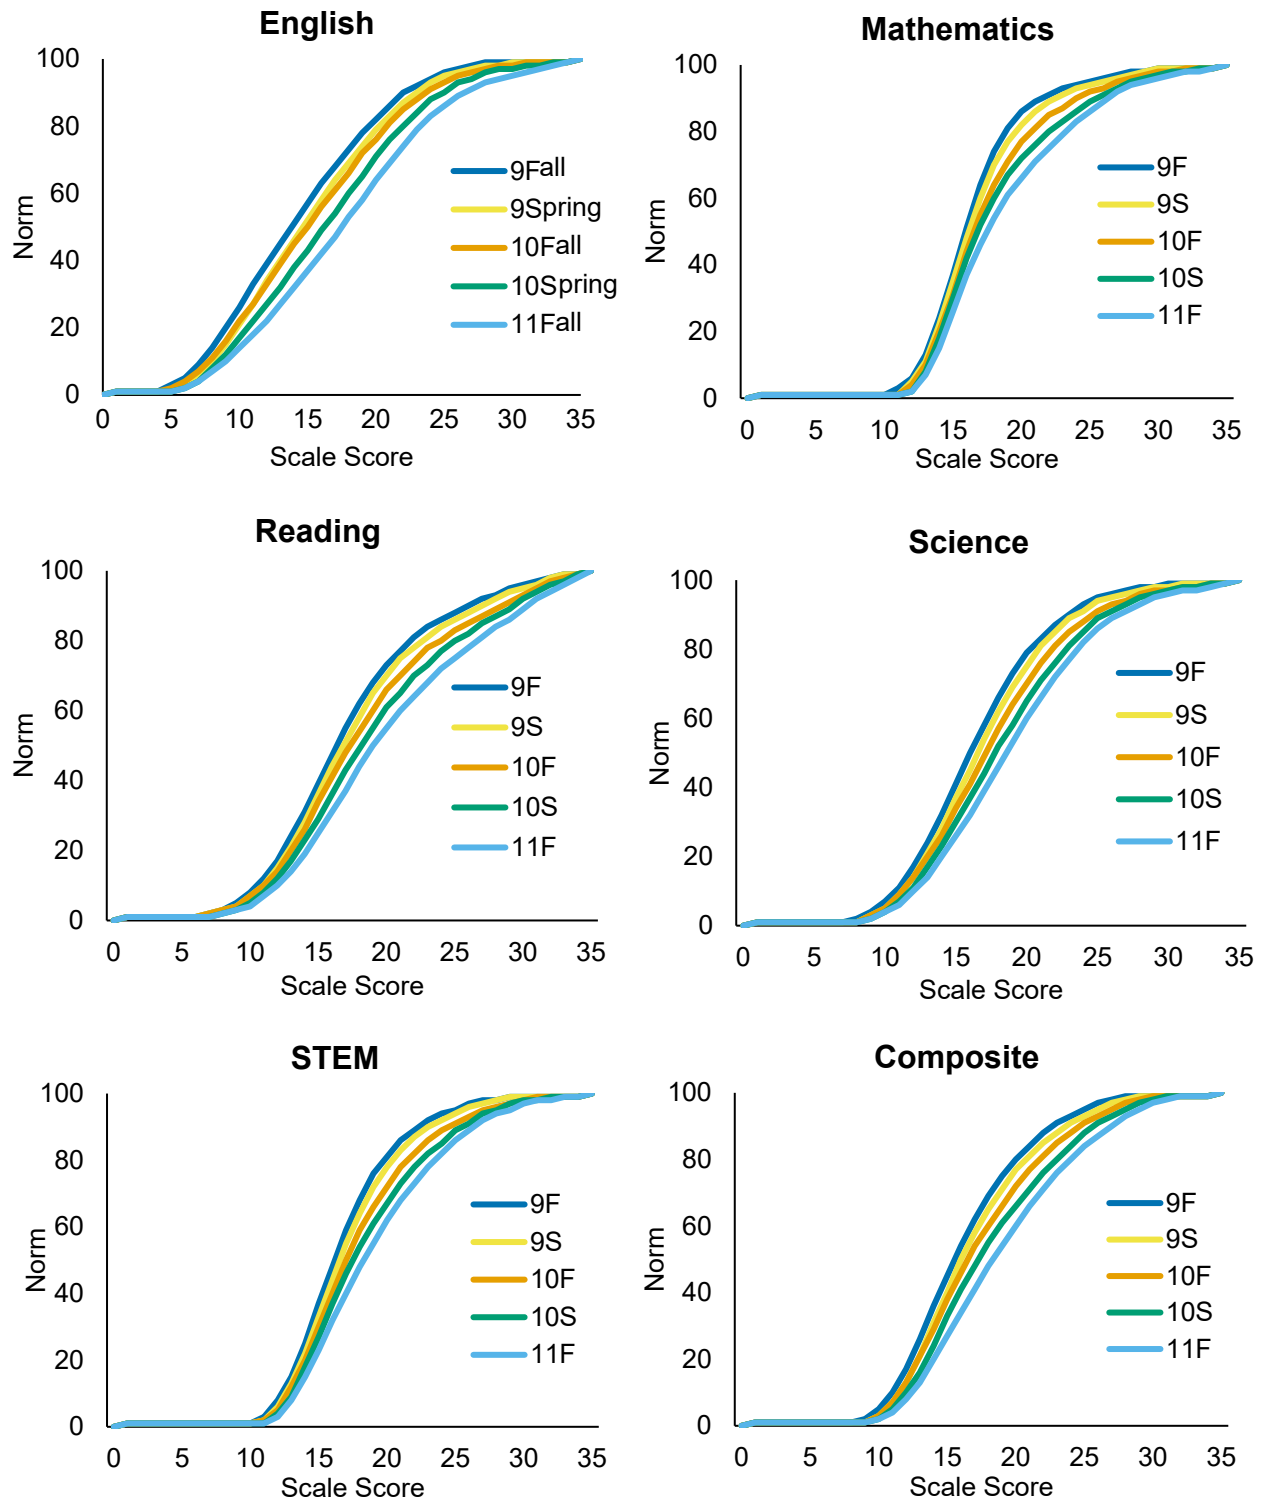 English
100
80
60
40
20
0
Norm
0 5 10 15 20 25 30 35
Scale Score
9Fall
9Spring
10Fall
10Spring
11Fall
Mathematics
100
80
60
40
20
0
Norm
0 5 10 15 20 25 30 35
Scale Score
9F
9S
10F
10S
11F
Reading
100
80
60
40
20
0
Norm
0 5 10 15 20 25 30 35
Scale Score
9F
9S
10F
10S
11F
Science
100
80
60
40
20
0
Norm
0 5 10 15 20 25 30 35
Scale Score
9F
9S
10F
10S
11F
STEM
100
80
60
40
20
0
Norm
0 5 10 15 20 25 30 35
Scale Score
9F
9S
10F
10S
11F
Composite
100
80
60
40
20
0
Norm
0 5 10 15 20 25 30 35
Scale Score
9F
9S
10F
10S
11F